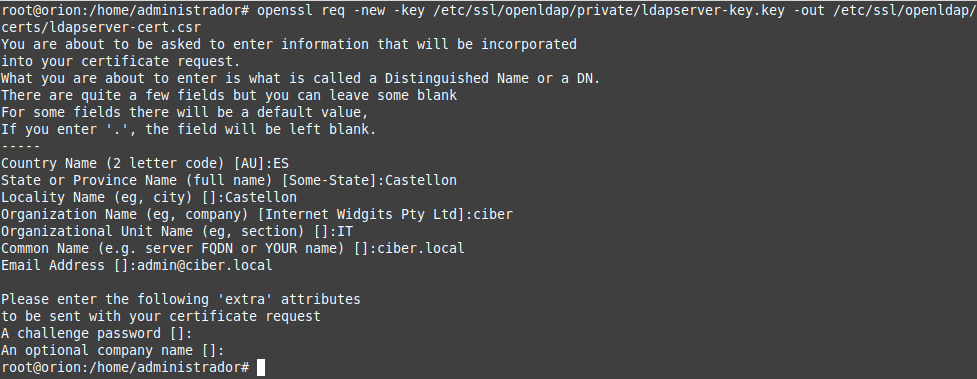 root@orion:/home/administrador# openssl req -new -key /etc/ssl/openldap/private/ldapserver-key.key -out /etc/ssl/openldap/
certs/ldapserver-cert.csr
You are about to be asked to enter information that will be incorporated
into your certificate request.
What you are about to enter is what is called a Distinguished Name or a DN.
There are quite a few fields but you can leave some blank
For some fields there will be a default value,
If you enter '.', the field will be left blank.
-----
Country Name (2 letter code) [AU]:ES
State or Province Name (full name) [Some-State]:Castellon
Locality Name (eg, city) []:Castellon
Organization Name (eg, company) [Internet Widgits Pty Ltd]:ciber
Organizational Unit Name (eg, section) []:IT
Common Name (e.g. server FQDN or YOUR name) []:ciber.local
Email Address []:admin@ciber.local

Please enter the following 'extra' attributes
to be sent with your certificate request
A challenge password []:
An optional company name []:
root@orion:/home/administrador#